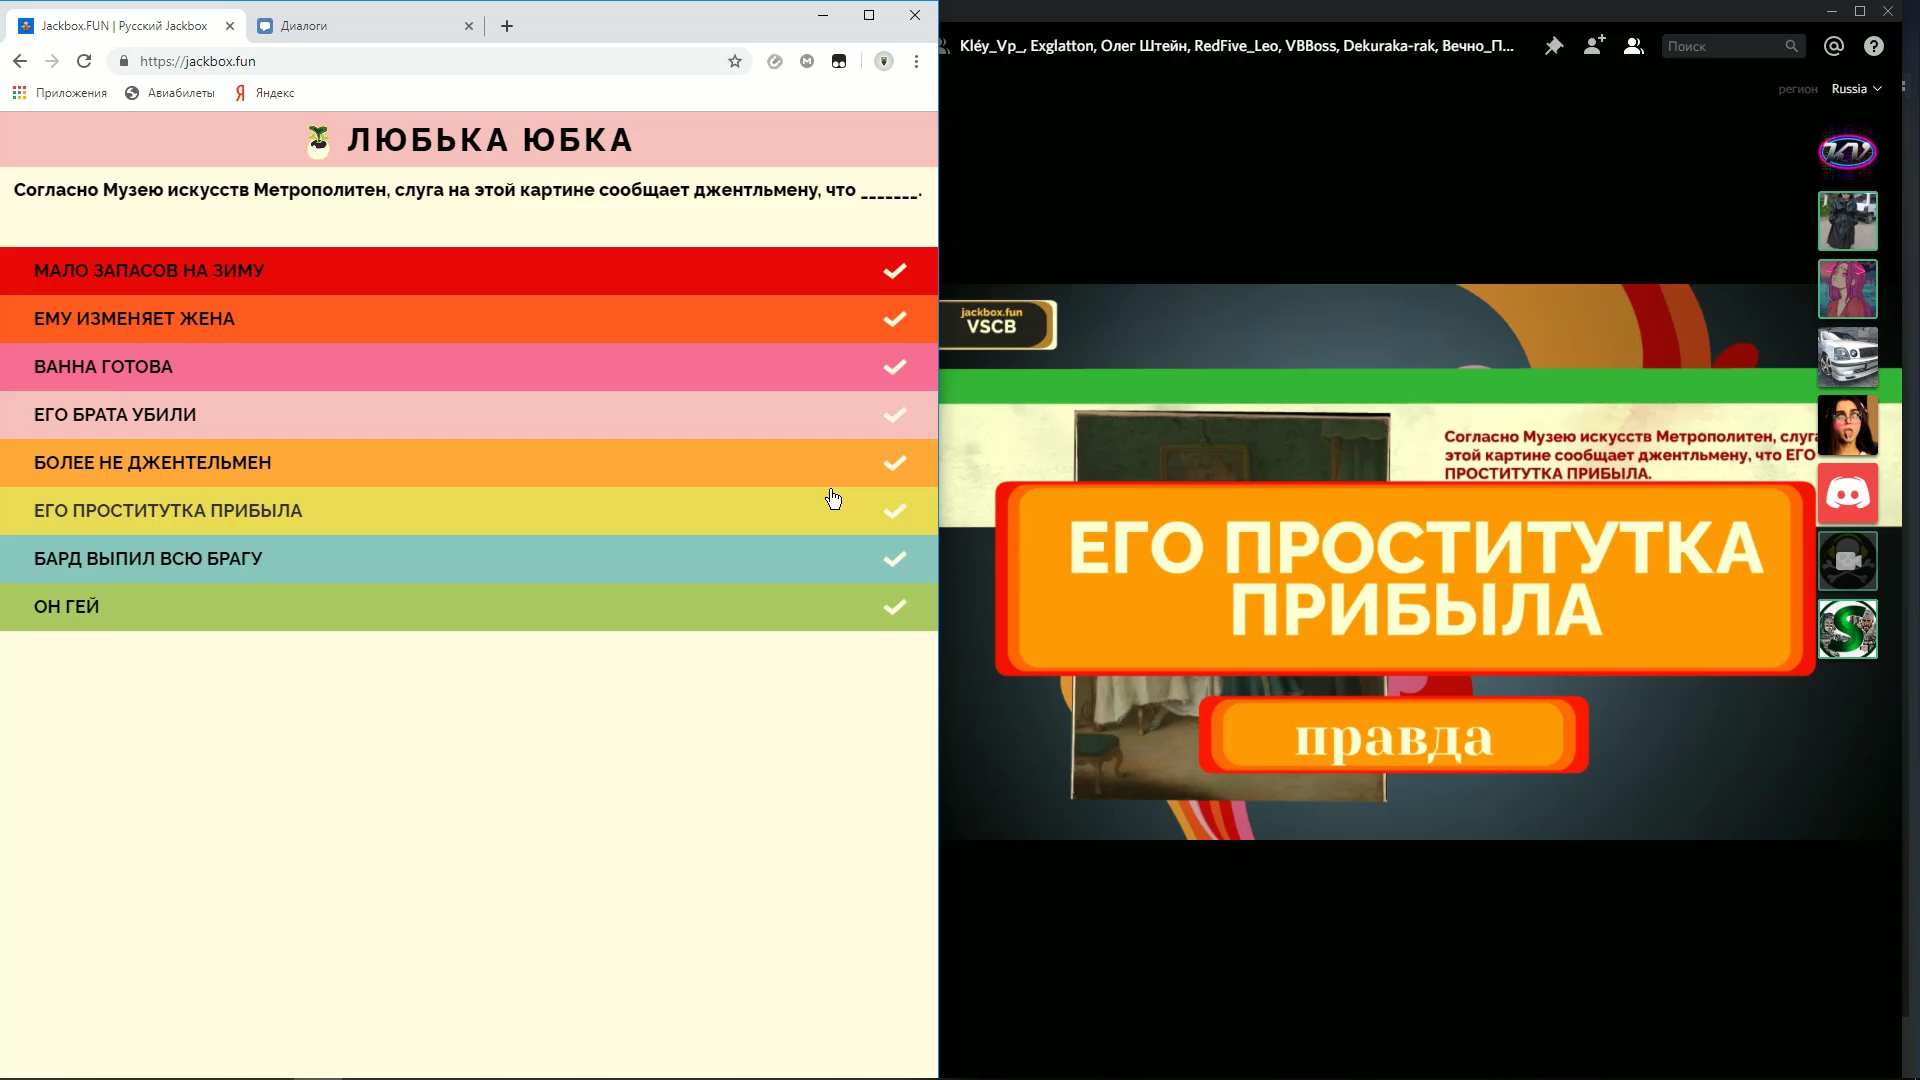 Jackbox.FUN | Русский Jackbox
Диалоги
https://jackbox.fun
Приложения
Авиабилеты
Яндекс
ЛЮБЬКА ЮБКА
Согласно Музею искусств Метрополитен, слуга на этой картине сообщает джентльмену, что _______.
МАЛО ЗАПАСОВ НА ЗИМУ
ЕМУ ИЗМЕНЯЕТ ЖЕНА
ВАННА ГОТОВА
ЕГО БРАТА УБИЛИ
БОЛЕЕ НЕ ДЖЕНТЕЛЬМЕН
ЕГО ПРОСТИТУТКА ПРИБЫЛА
БАРД ВЫПИЛ ВСЮ БРАГУ
ОН ГЕЙ
Kléy_Vp_, Exglatton, Олег Штейн, RedFive_Leo, VBBoss, Dekuraka-rak, Вечно_П...
Поиск
регион Russia
KV
jackbox.fun
VSCB
Согласно Музею искусств Метрополитен, слуга
этой картине сообщает джентльмену, что ЕГО
ПРОСТИТУТКА ПРИБЫЛА.
ЕГО ПРОСТИТУТКА
ПРИБЫЛА
правда
S